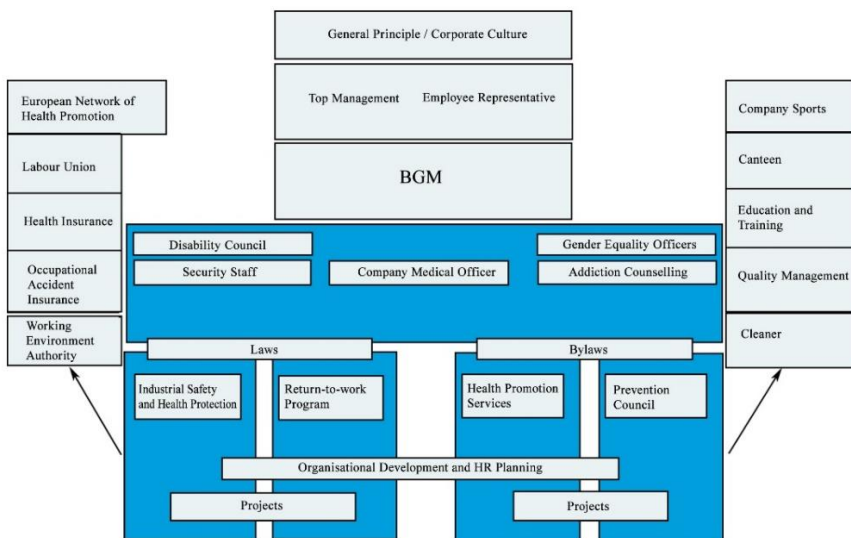 General Principle / Corporate Culture
Top Management
Employee Representative
BGM
European Network of
Health Promotion
Labour Union
Health Insurance
Occupational
Accident
Insurance
Working
Environment
Authority
Company Sports
Canteen
Education and
Training
Quality Management
Cleaner
Disability Council
Gender Equality Officers
Security Staff
Company Medical Officer
Addiction Counselling
Laws
Bylaws
Industrial Safety
and Health Protection
Return-to-work
Program
Health Promotion
Services
Prevention
Council
Organisational Development and HR Planning
Projects
Projects